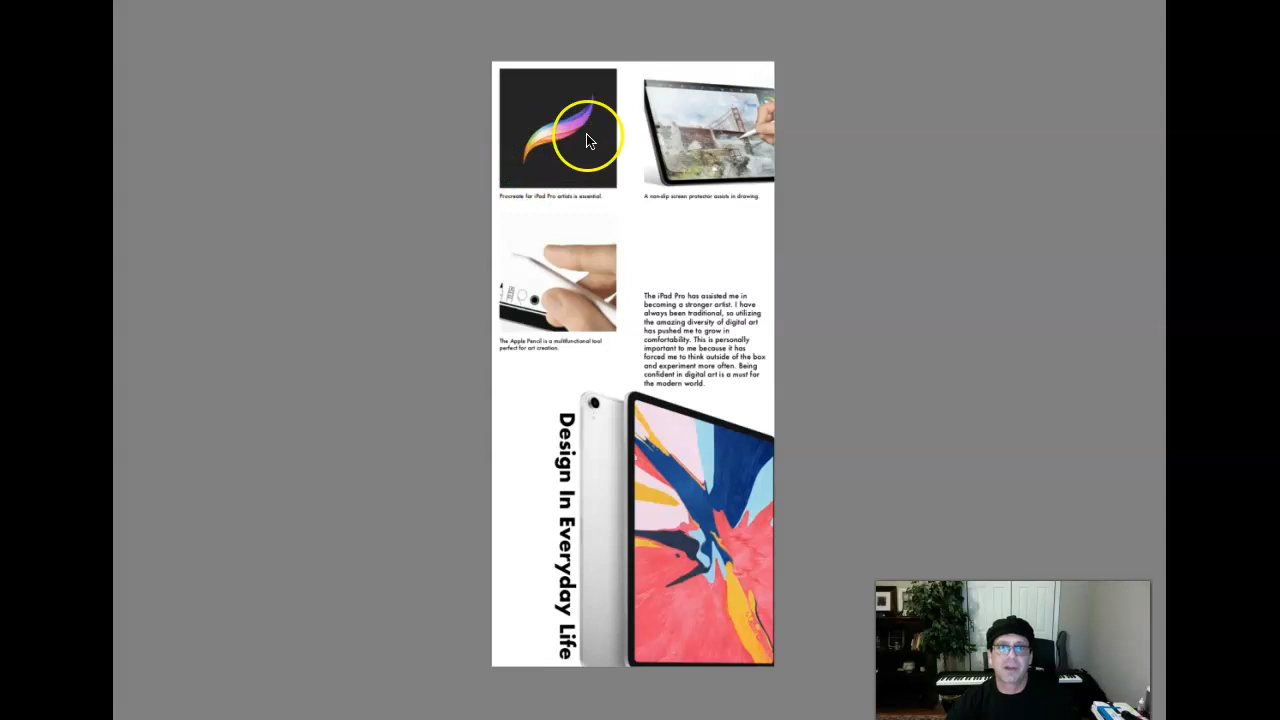 Procreate for iPad Pro artists is essential.
A non-slip screen protector assists in drawing.
The Apple Pencil is a multifunctional tool
perfect for art creation.
The iPad Pro has assisted me in
becoming a stronger artist. I have
always been traditional, so utilizing
the amazing diversity of digital art
has pushed me to grow in
comfortability. This is personally
important to me because it has
forced me to think outside of the box
and experiment more often. Being
confident in digital art is a must for
the modern world.
Design In Everyday Life